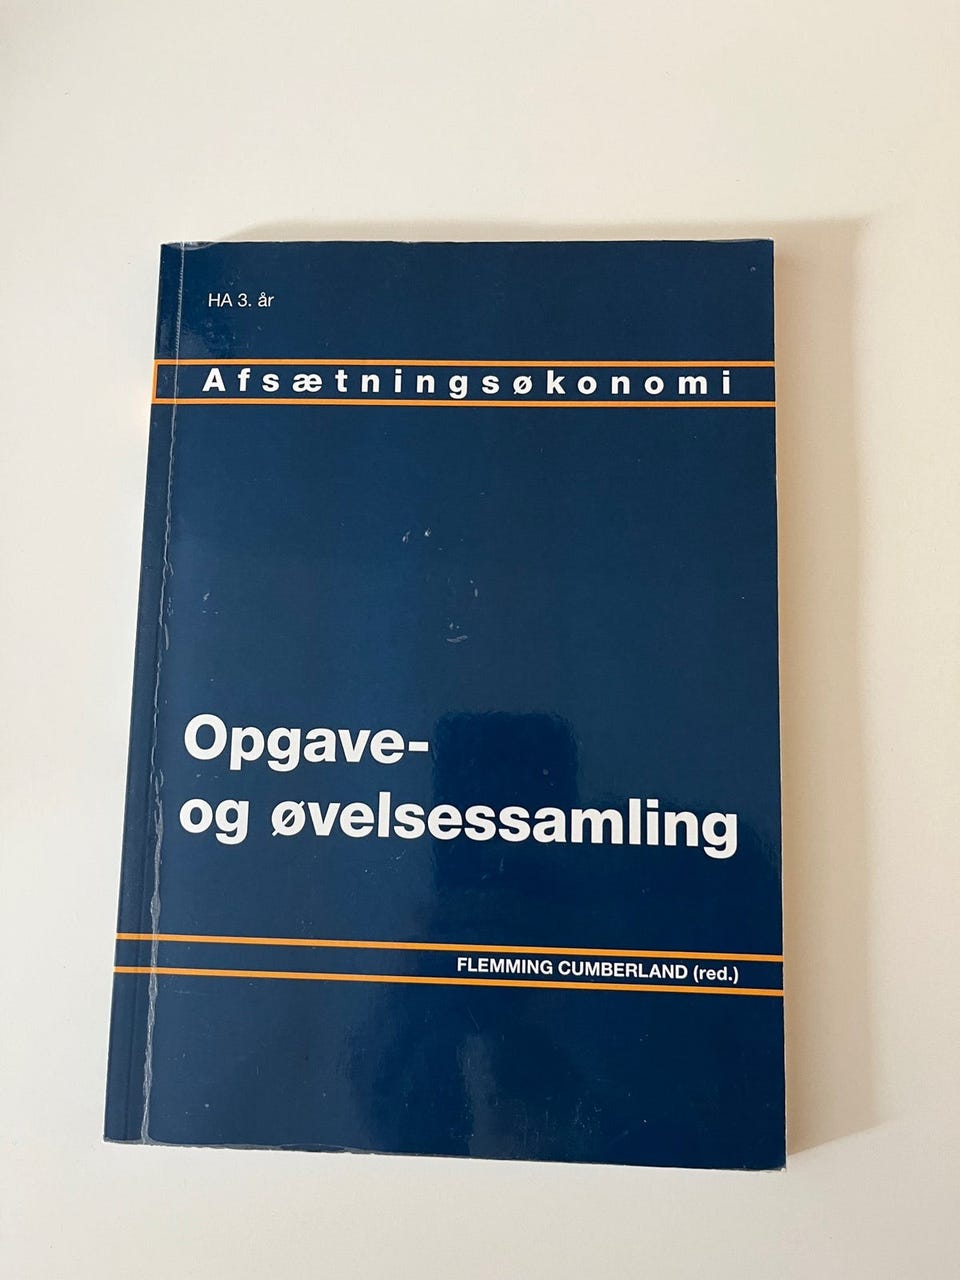 HA 3. år
Afsætningsøkonomi
Opgave-
og øvelsessamling
FLEMMING CUMBERLAND (red.)